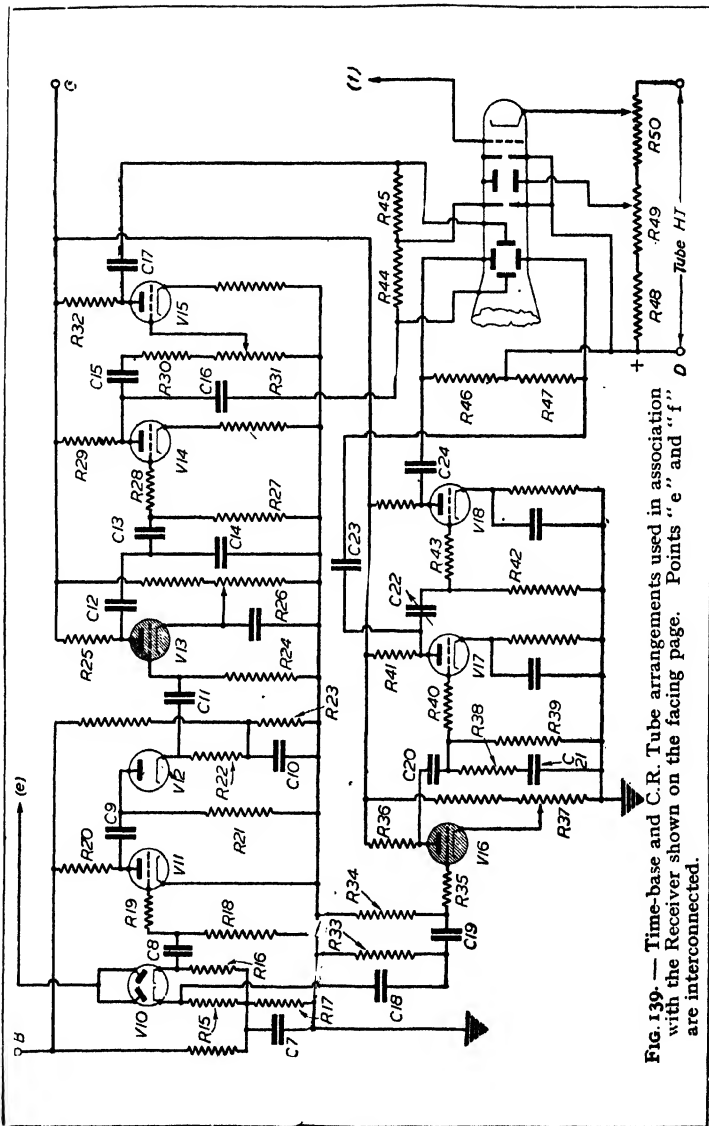 B
(e)
R20
R25
R29
R32
C17
C9
V12
C12
C13
C15
V10
C8
R19
V11
V13
R28
V14
V15
R30
C11
R15
R16
R18
R21
R22
R24
R26
C14
R27
C16
R31
C7
R17
C10
R23
R44
R45
(f)
C18
R33
R34
C19
R35
V16
R36
C20
R37
R38
C21
R39
R40
V17
R41
C22
C23
R43
V18
R42
C24
R46
R47
+
D
R48
R49
R50
Tube HT
FIG. 139. — Time-base and C.R. Tube arrangements used in association
with the Receiver shown on the facing page. Points "e" and "f"
are interconnected.